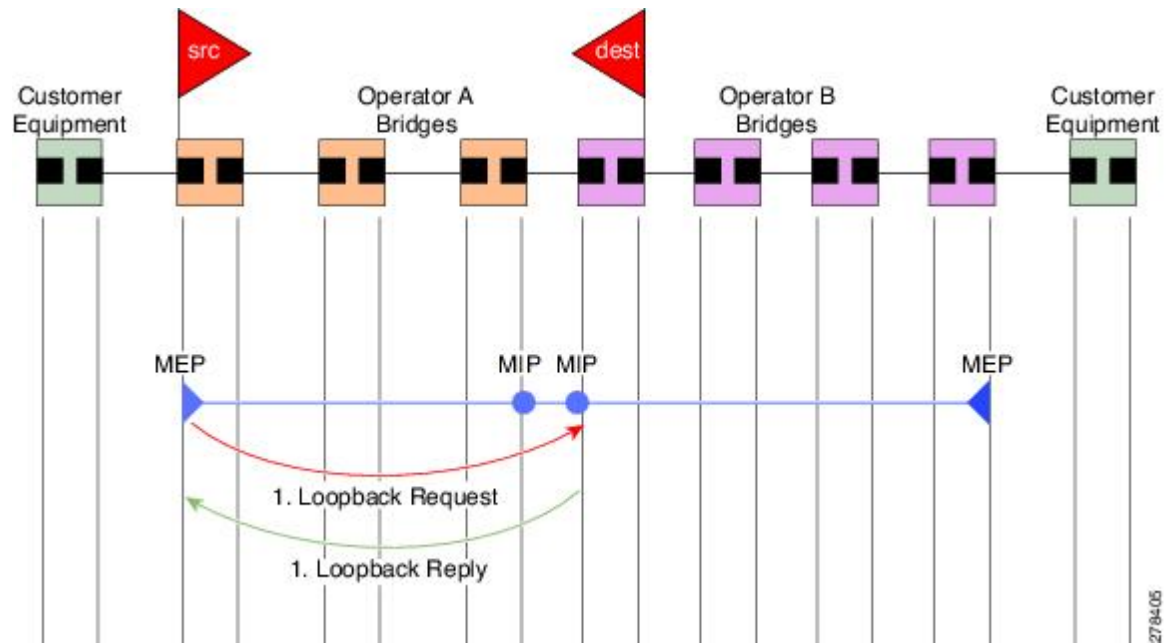 src
dest
Customer
Equipment
Operator A
Bridges
Operator B
Bridges
Customer
Equipment
MEP
MIP
MIP
MEP
1. Loopback Request
1. Loopback Reply
278405